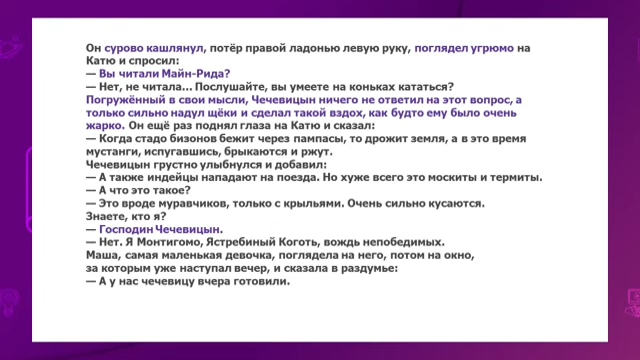 Он сурово кашлянул, потёр правой ладонью левую руку, поглядел угрюмо на
Катю и спросил:
— Вы читали Майн-Рида?
— Нет, не читала... Послушайте, вы умеете на коньках кататься?
Погружённый в свои мысли, Чечевицын ничего не ответил на этот вопрос, а
только сильно надул щёки и сделал такой вздох, как будто ему было очень
жарко. Он ещё раз поднял глаза на Катю и сказал:
— Когда стадо бизонов бежит через пампасы, то дрожит земля, а в это время
мустанги, испугавшись, брыкаются и ржут.
Чечевицын грустно улыбнулся и добавил:
— А также индейцы нападают на поезда. Но хуже всего это москиты и термиты.
— А что это такое?
— Это вроде муравчиков, только с крыльями. Очень сильно кусаются.
Знаете, кто я?
— Господин Чечевицын.
— Нет. Я Монтигомо, Ястребиный Коготь, вождь непобедимых.
Маша, самая маленькая девочка, поглядела на него, потом на окно,
за которым уже наступал вечер, и сказала в раздумье:
— А у нас чечевицу вчера готовили.